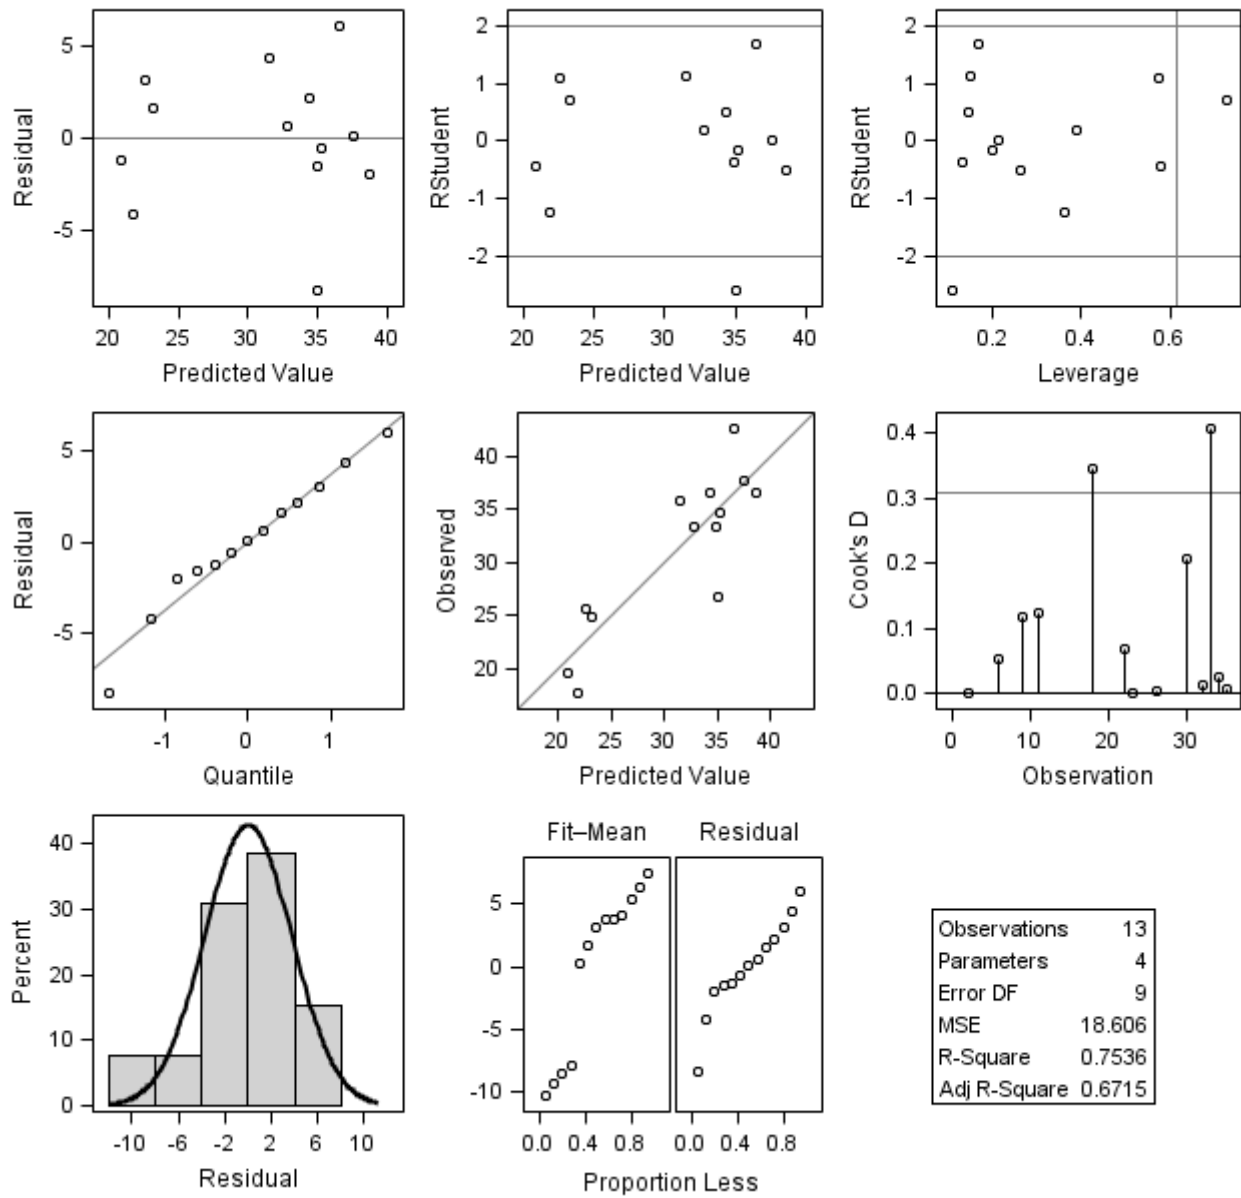 Residual
5
0
-5
20 25 30 35 40
Predicted Value
RStudent
2
1
0
-1
-2
20 25 30 35 40
Predicted Value
RStudent
2
1
0
-1
-2
0.2 0.4 0.6
Leverage
Residual
5
0
-5
-1 0 1
Quantile
Observed
40
35
30
25
20
20 25 30 35 40
Predicted Value
Cook's D
0.4
0.3
0.2
0.1
0.0
0 10 20 30
Observation
Percent
40
30
20
10
0
-10 -6 -2 2 6 10
Residual
Fit–Mean Residual
5
0
-5
-10
0.0 0.4 0.8 0.0 0.4 0.8
Proportion Less
Observations 13
Parameters 4
Error DF 9
MSE 18.606
R-Square 0.7536
Adj R-Square 0.6715